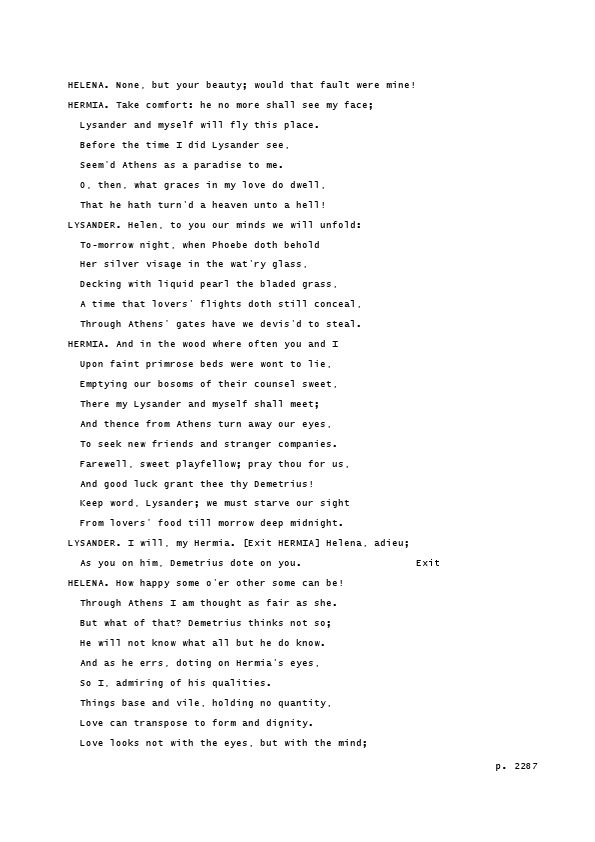 HELENA. None, but your beauty; would that fault were mine!
HERMIA. Take comfort: he no more shall see my face;
Lysander and myself will fly this place.
Before the time I did Lysander see,
Seem'd Athens as a paradise to me.
O, then, what graces in my love do dwell,
That he hath turn'd a heaven unto a hell!
LYSANDER. Helen, to you our minds we will unfold:
To-morrow night, when Phoebe doth behold
Her silver visage in the wat'ry glass,
Decking with liquid pearl the bladed grass,
A time that lovers' flights doth still conceal,
Through Athens' gates have we devis'd to steal.
HERMIA. And in the wood where often you and I
Upon faint primrose beds were wont to lie,
Emptying our bosoms of their counsel sweet,
There my Lysander and myself shall meet;
And thence from Athens turn away our eyes,
To seek new friends and stranger companies.
Farewell, sweet playfellow; pray thou for us,
And good luck grant thee thy Demetrius!
Keep word, Lysander; we must starve our sight
From lovers' food till morrow deep midnight.
LYSANDER. I will, my Hermia. [Exit HERMIA] Helena, adieu;
As you on him, Demetrius dote on you. Exit
HELENA. How happy some o'er other some can be!
Through Athens I am thought as fair as she.
But what of that? Demetrius thinks not so;
He will not know what all but he do know.
And as he errs, doting on Hermia's eyes,
So I, admiring of his qualities.
Things base and vile, holding no quantity,
Love can transpose to form and dignity.
Love looks not with the eyes, but with the mind;
p. 2287